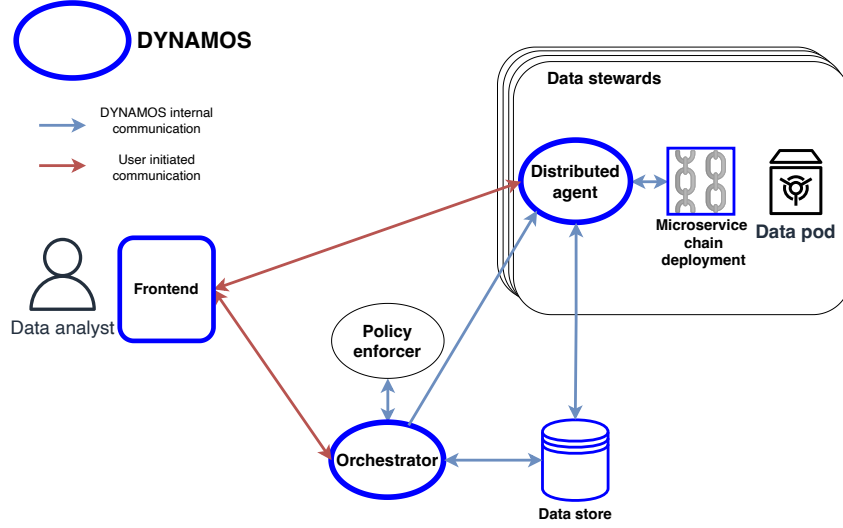 DYNAMOS
DYNAMOS internal
communication
User initiated
communication
Data stewards
Distributed
agent
Microservice
chain
deployment
Data pod
Frontend
Data analyst
Policy
enforcer
Orchestrator
Data store